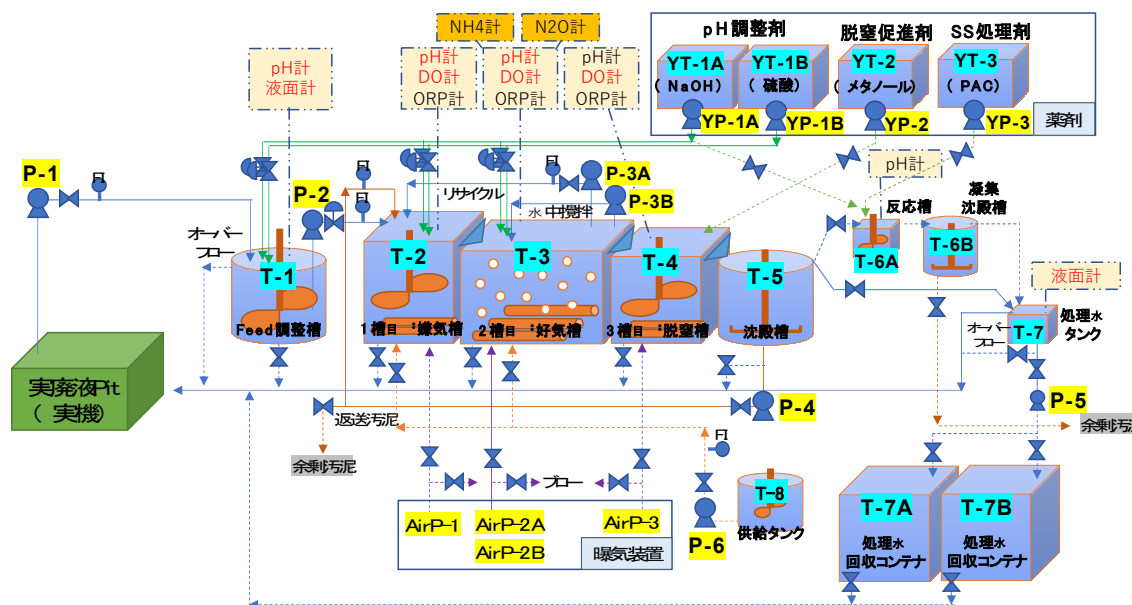 NH4計
N2O計
pH計
液面計
pH計
DO計
ORP計
pH計
DO計
ORP計
pH計
DO計
ORP計
pH調整剤
脱窒促進剤
SS処理剤
YT-1A
( NaOH)
YT-1B
( 硫酸)
YT-2
( メタノール)
YT-3
( PAC)
YP-1A
YP-1B
YP-2
YP-3
薬剤
P-1
FI
P-2
FI
FI
リサイクル
FI
P-3A
P-3B
水中攪拌
pH計
反応槽
凝集
沈殿槽
オーバー
フロー
T-1
Feed調整槽
T-2
1槽目:嫌気槽
T-3
2槽目:好気槽
T-4
3槽目:脱窒槽
T-5
沈殿槽
T-6A
T-6B
液面計
オーバー
フロー
T-7
処理水
タンク
実発液Pit
( 実機)
返送汚泥
P-4
P-5
余剰汚泥
余剰汚泥
FI
ブロー
AirP-1
AirP-2A
AirP-2B
AirP-3
曝気装置
P-6
T-8
供給タンク
T-7A
処理水
回収コンテナ
T-7B
処理水
回収コンテナ